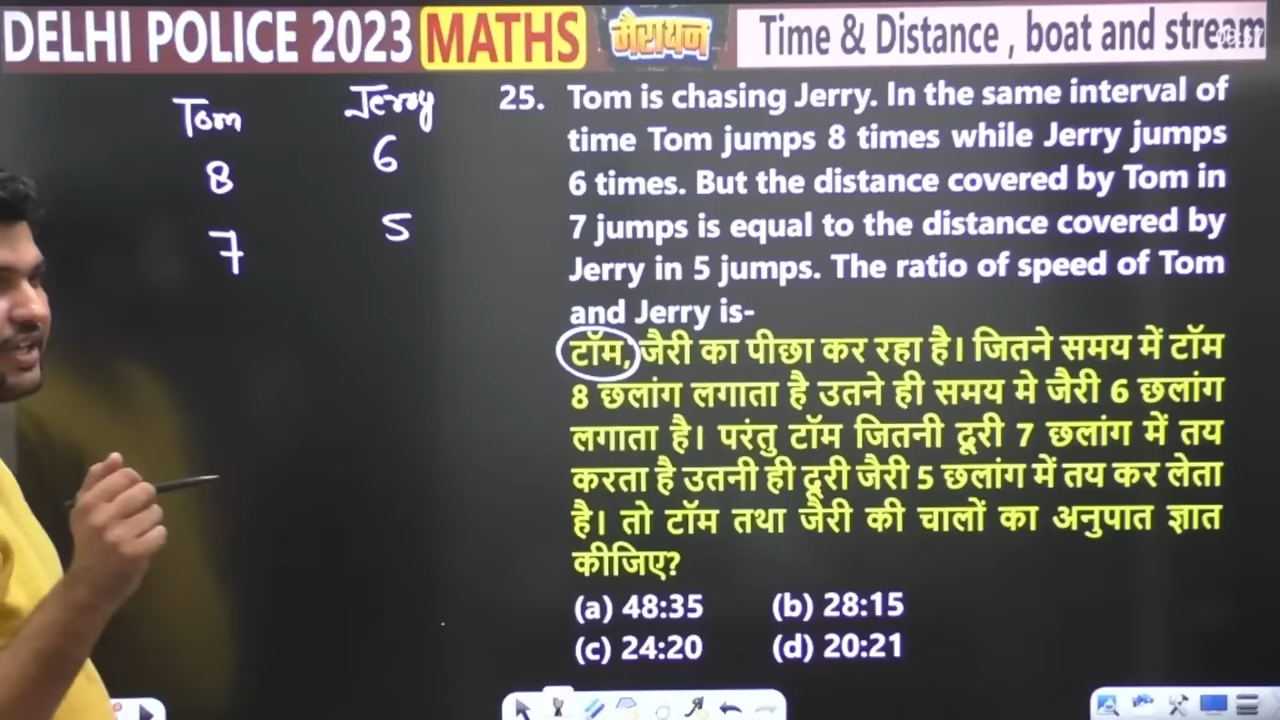 DELHI POLICE 2023 MATHS मैराथन Time & Distance , boat and stream
Tom Jerry
8 6
7 5
25. Tom is chasing Jerry. In the same interval of
time Tom jumps 8 times while Jerry jumps
6 times. But the distance covered by Tom in
7 jumps is equal to the distance covered by
Jerry in 5 jumps. The ratio of speed of Tom
and Jerry is-
टॉम, जैरी का पीछा कर रहा है। जितने समय में टॉम
8 छलांग लगाता है उतने ही समय मे जैरी 6 छलांग
लगाता है। परंतु टॉम जितनी दूरी 7 छलांग में तय
करता है उतनी ही दूरी जैरी 5 छलांग में तय कर लेता
है। तो टॉम तथा जैरी की चालों का अनुपात ज्ञात
कीजिए?
(a) 48:35 (b) 28:15
(c) 24:20 (d) 20:21